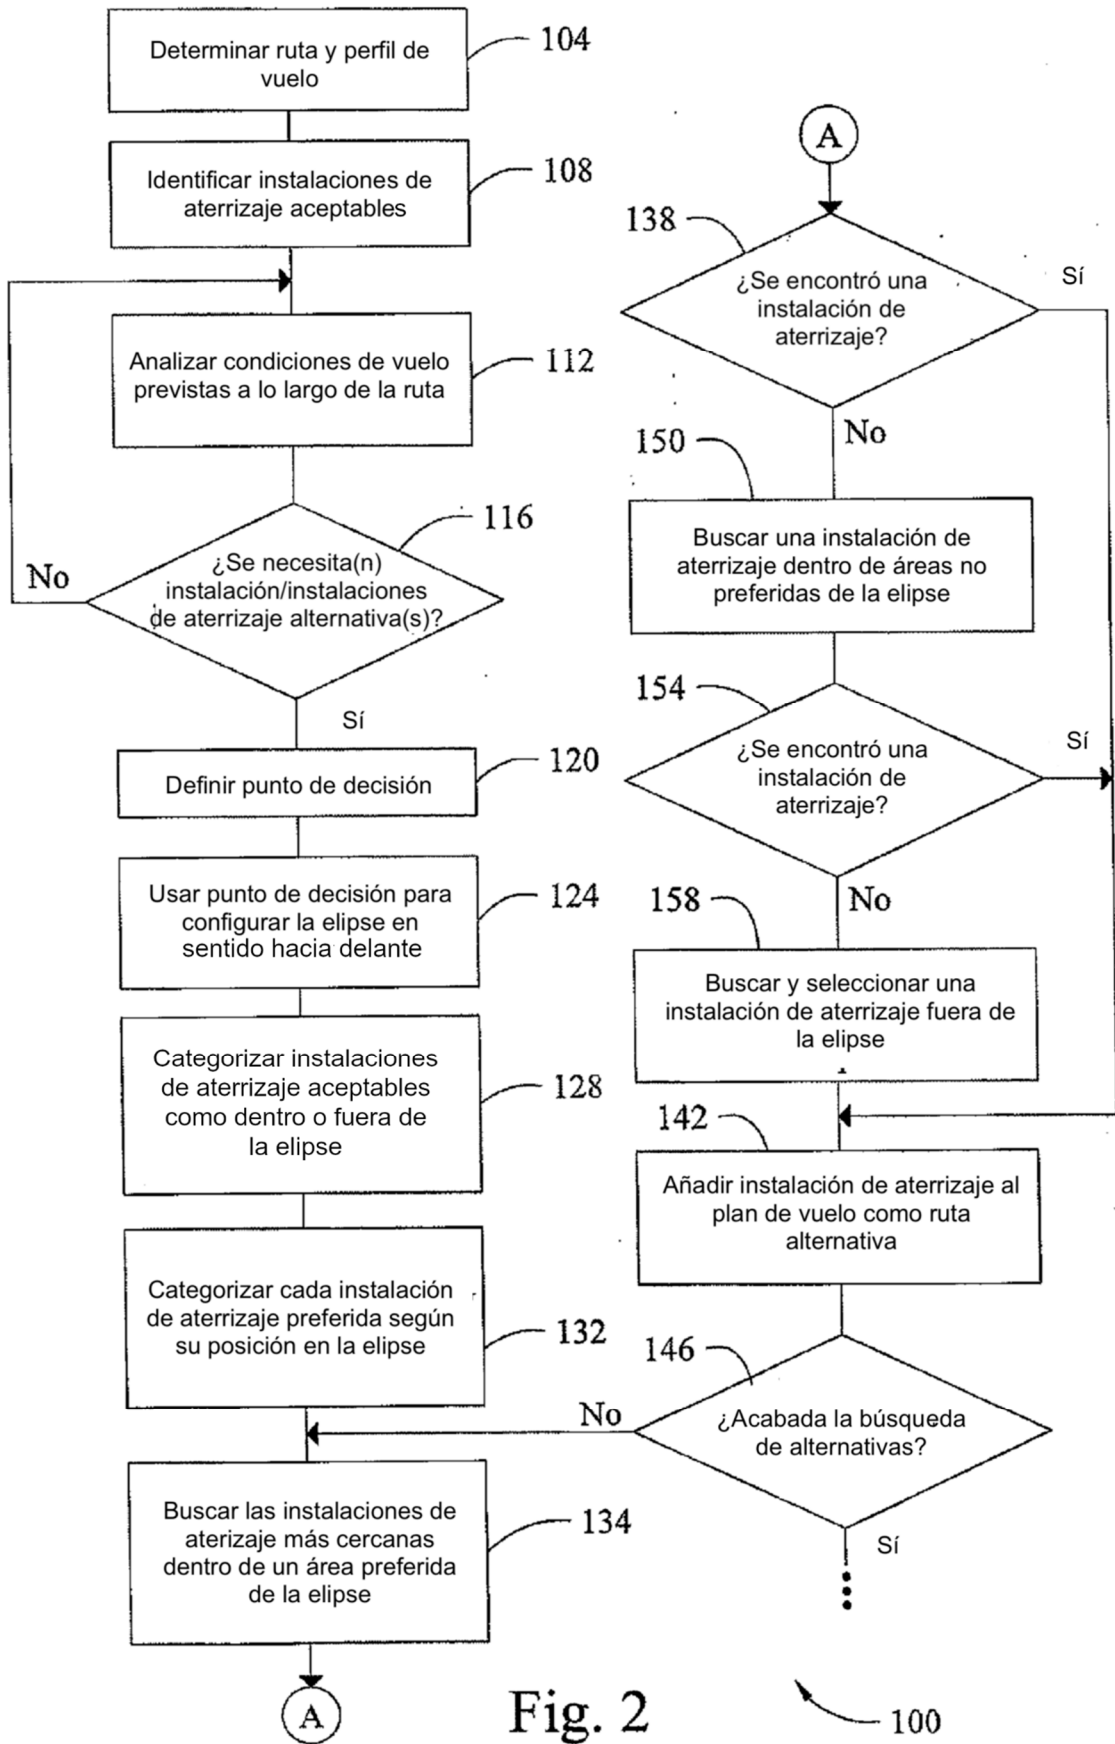 Determinar ruta y perfil de
vuelo
104
Identificar instalaciones de
aterrizaje aceptables
108
Analizar condiciones de vuelo
previstas a lo largo de la ruta
112
116
¿Se necesita(n)
instalación/instalaciones
de aterrizaje alternativa(s)?
No
Sí
Definir punto de decisión
120
Usar punto de decisión para
configurar la elipse en
sentido hacia delante
124
Categorizar instalaciones
de aterrizaje aceptables
como dentro o fuera de
la elipse
128
Categorizar cada instalación
de aterrizaje preferida según
su posición en la elipse
132
Buscar las instalaciones de
aterizaje más cercanas
dentro de un área preferida
de la elipse
134
A
A
138
¿Se encontró una
instalación de
aterrizaje?
Sí
No
150
Buscar una instalación de
aterrizaje dentro de áreas no
preferidas de la elipse
154
¿Se encontró una
instalación de
aterrizaje?
Sí
No
158
Buscar y seleccionar una
instalación de aterrizaje fuera de
la elipse
142
Añadir instalación de aterrizaje al
plan de vuelo como ruta
alternativa
146
¿Acabada la búsqueda
de alternativas?
No
Sí
Fig. 2
100